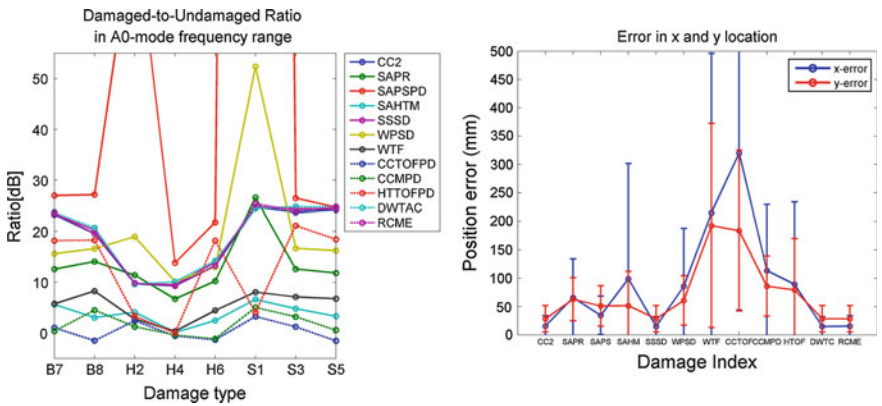 Damaged-to-Undamaged Ratio
in A0-mode frequency range
Ratio[dB]
50
40
30
20
10
0
B7 B8 H2 H4 H6 S1 S3 S5
Damage type
CC2
SAPR
SAPSPD
SAHTM
SSSD
WPSD
WTF
CCTOFPD
CCMPD
HTTOFPD
DWTAC
RCME
Error in x and y location
Position error (mm)
500
450
400
350
300
250
200
150
100
50
0
CC2 SAPR SAPS SAHM SSSD WPSD WTF CCTOF CCMPD HTOF DWTC RCME
Damage Index
x-error
y-error